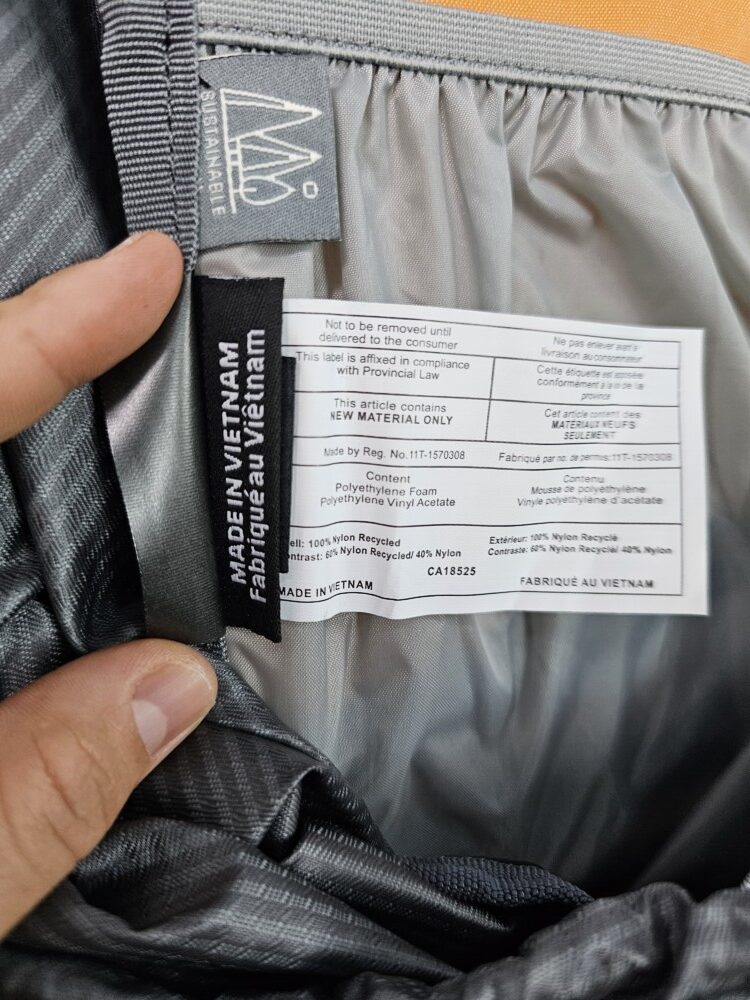 SUSTAINABLE
MADE IN VIETNAM
Fabriqué au Viêtnam
Not to be removed until
delivered to the consumer
Ne pas enlever avant
livraison au consommateur
This label is affixed in compliance
with Provincial Law
Cette étiquette est apposée
conformément à la loi de la
province
This article contains
NEW MATERIAL ONLY
Cet article contient des
MATÉRIAUX NEUFS
SEULEMENT
Made by Reg. No.11T-1570308
Fabriqué par no. de permis:11T-1570308
Content
Polyethylene Foam
Polyethylene Vinyl Acetate
Contenu
Mousse de polyéthylène
Vinyle polyéthylène d'acétate
ell: 100% Nylon Recycled
ontrast: 60% Nylon Recycled/ 40% Nylon
Extérieur: 100% Nylon Recyclé
Contraste: 60% Nylon Recyclé/ 40% Nylon
CA18525
MADE IN VIETNAM
FABRIQUÉ AU VIETNAM